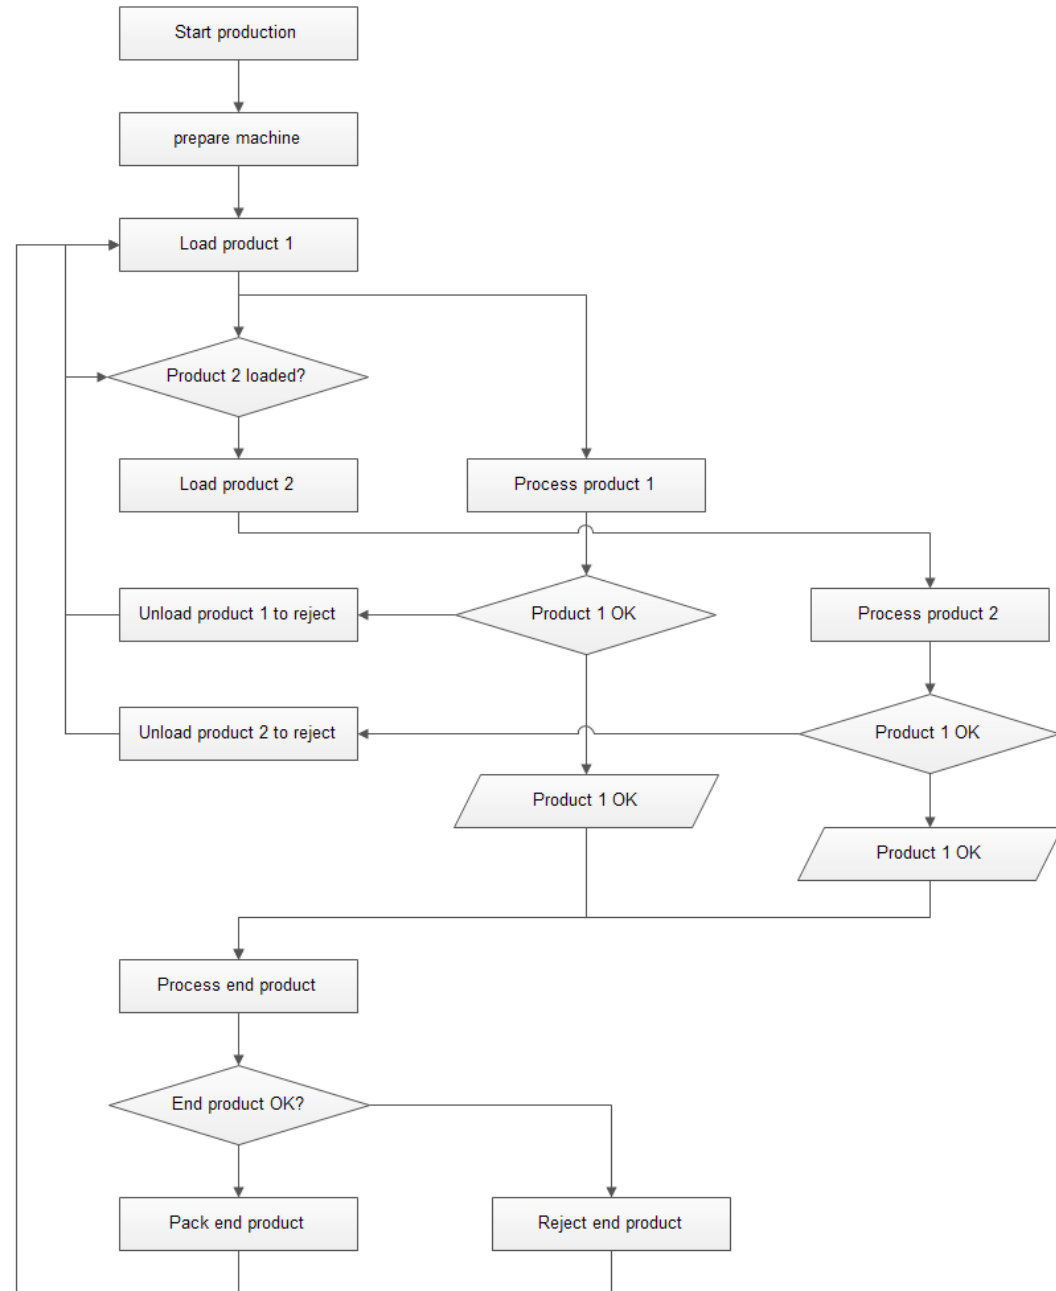 Start production
prepare machine
Load product 1
Product 2 loaded?
Load product 2
Process product 1
Unload product 1 to reject
Product 1 OK
Process product 2
Unload product 2 to reject
Product 1 OK
Product 1 OK
Product 1 OK
Process end product
End product OK?
Pack end product
Reject end product